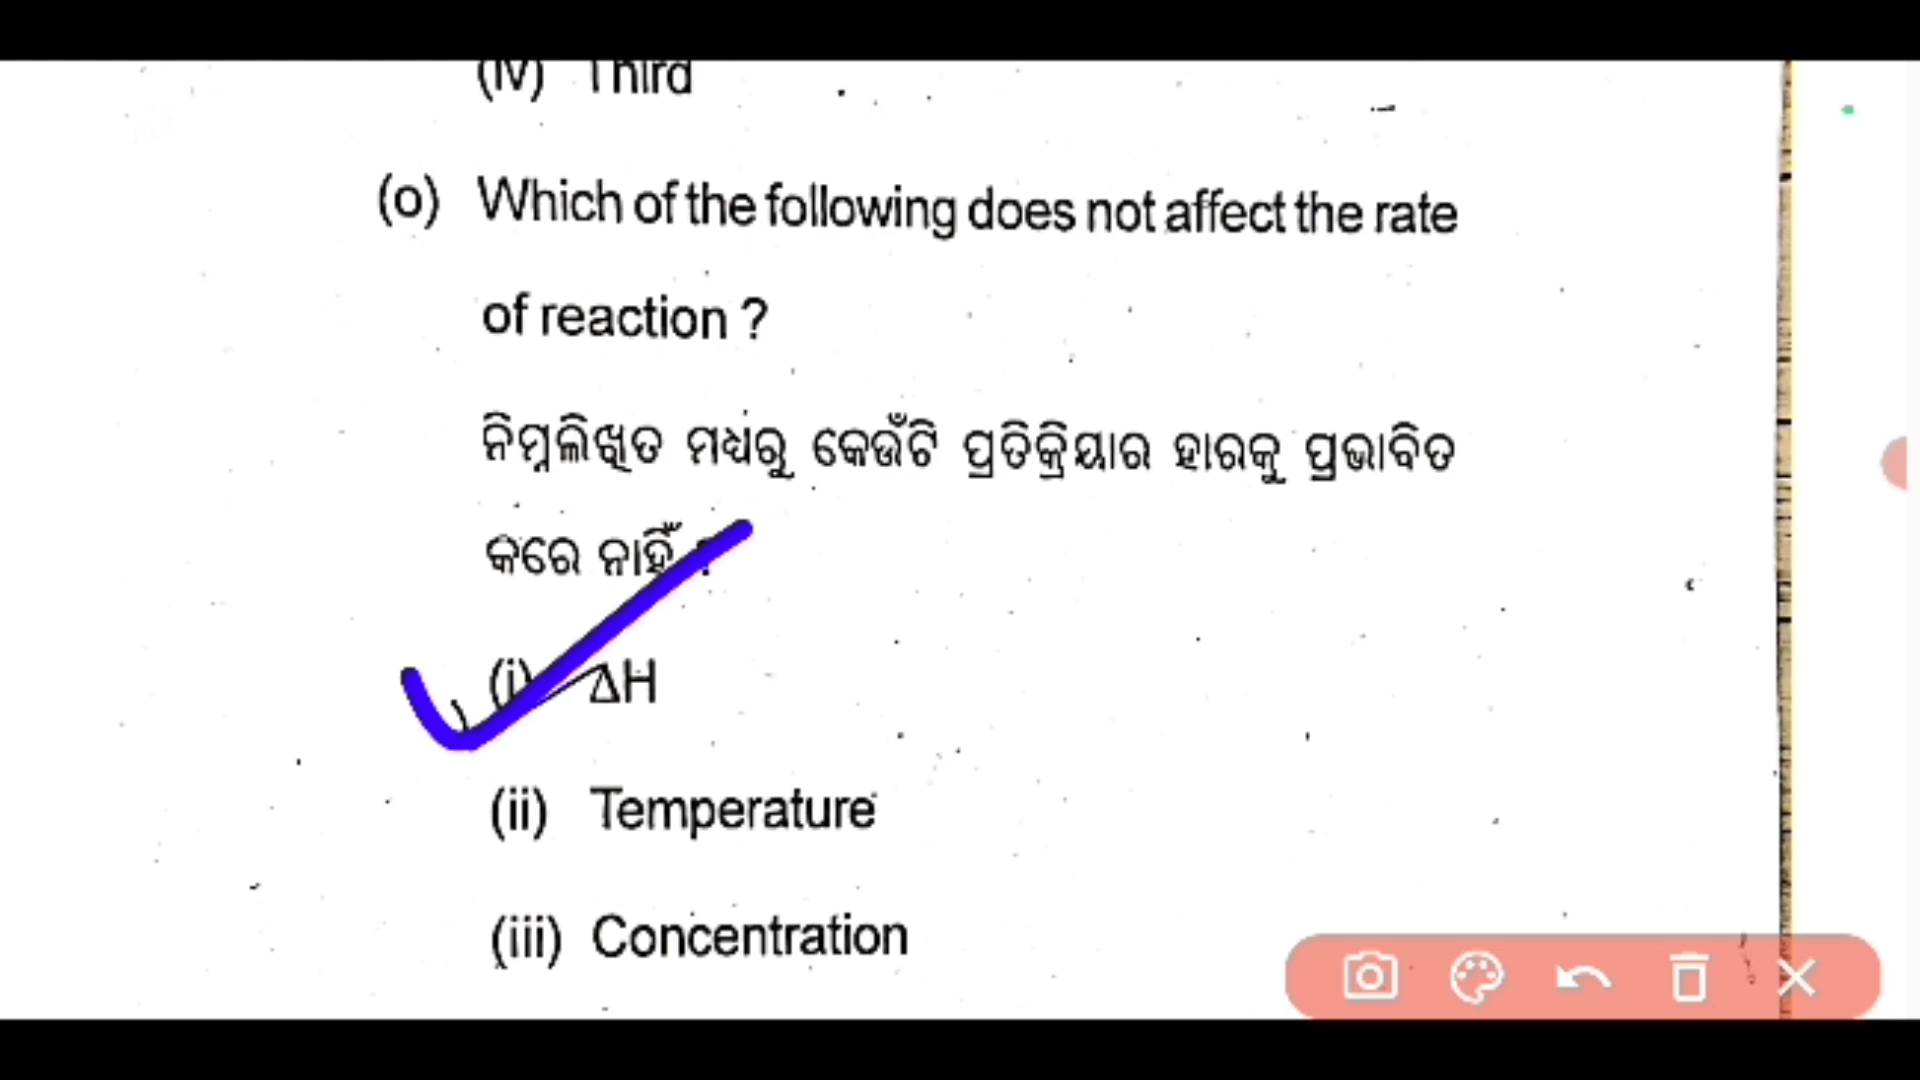 (iv) Third
(o) Which of the following does not affect the rate
of reaction ?
ନିମ୍ନଲିଖିତ ମଧ୍ୟରୁ କେଉଁଟି ପ୍ରତିକ୍ରିୟାର ହାରକୁ ପ୍ରଭାବିତ
କରେ ନାହିଁ ?
(i) ΔH
(ii) Temperature
(iii) Concentration